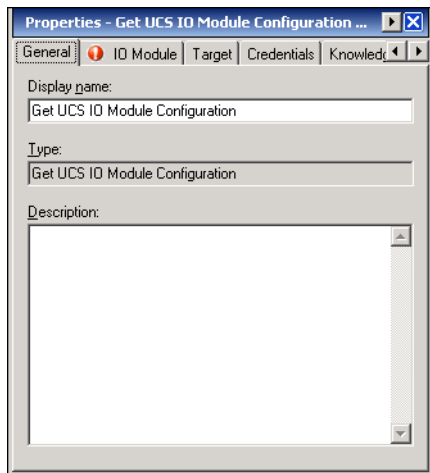 Properties - Get UCS IO Module Configuration ...
General IO Module Target Credentials
Display name:
Get UCS IO Module Configuration
Type:
Get UCS IO Module Configuration
Description: